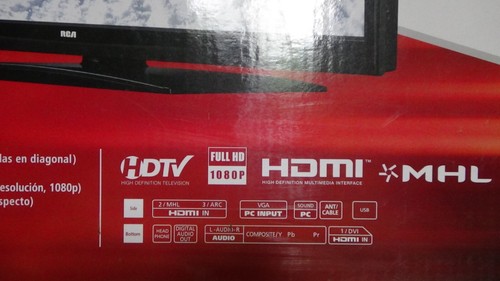 RCA
das en diagonal)
esolución, 1080p)
specto)
HDTV
HIGH DEFINITION TELEVISION
FULL HD
1080P
HDMI™
HIGH DEFINITION MULTIMEDIA INTERFACE
MHL
Side
2 / MHL 3 / ARC
HDMI IN
VGA
PC INPUT
SOUND
PC
ANT/
CABLE
USB
Bottom
HEAD
PHONE
DIGITAL
AUDIO
OUT
L-AUDIO-R
AUDIO
COMPOSITE/Y Pb Pr
1 / DVI
HDMI IN